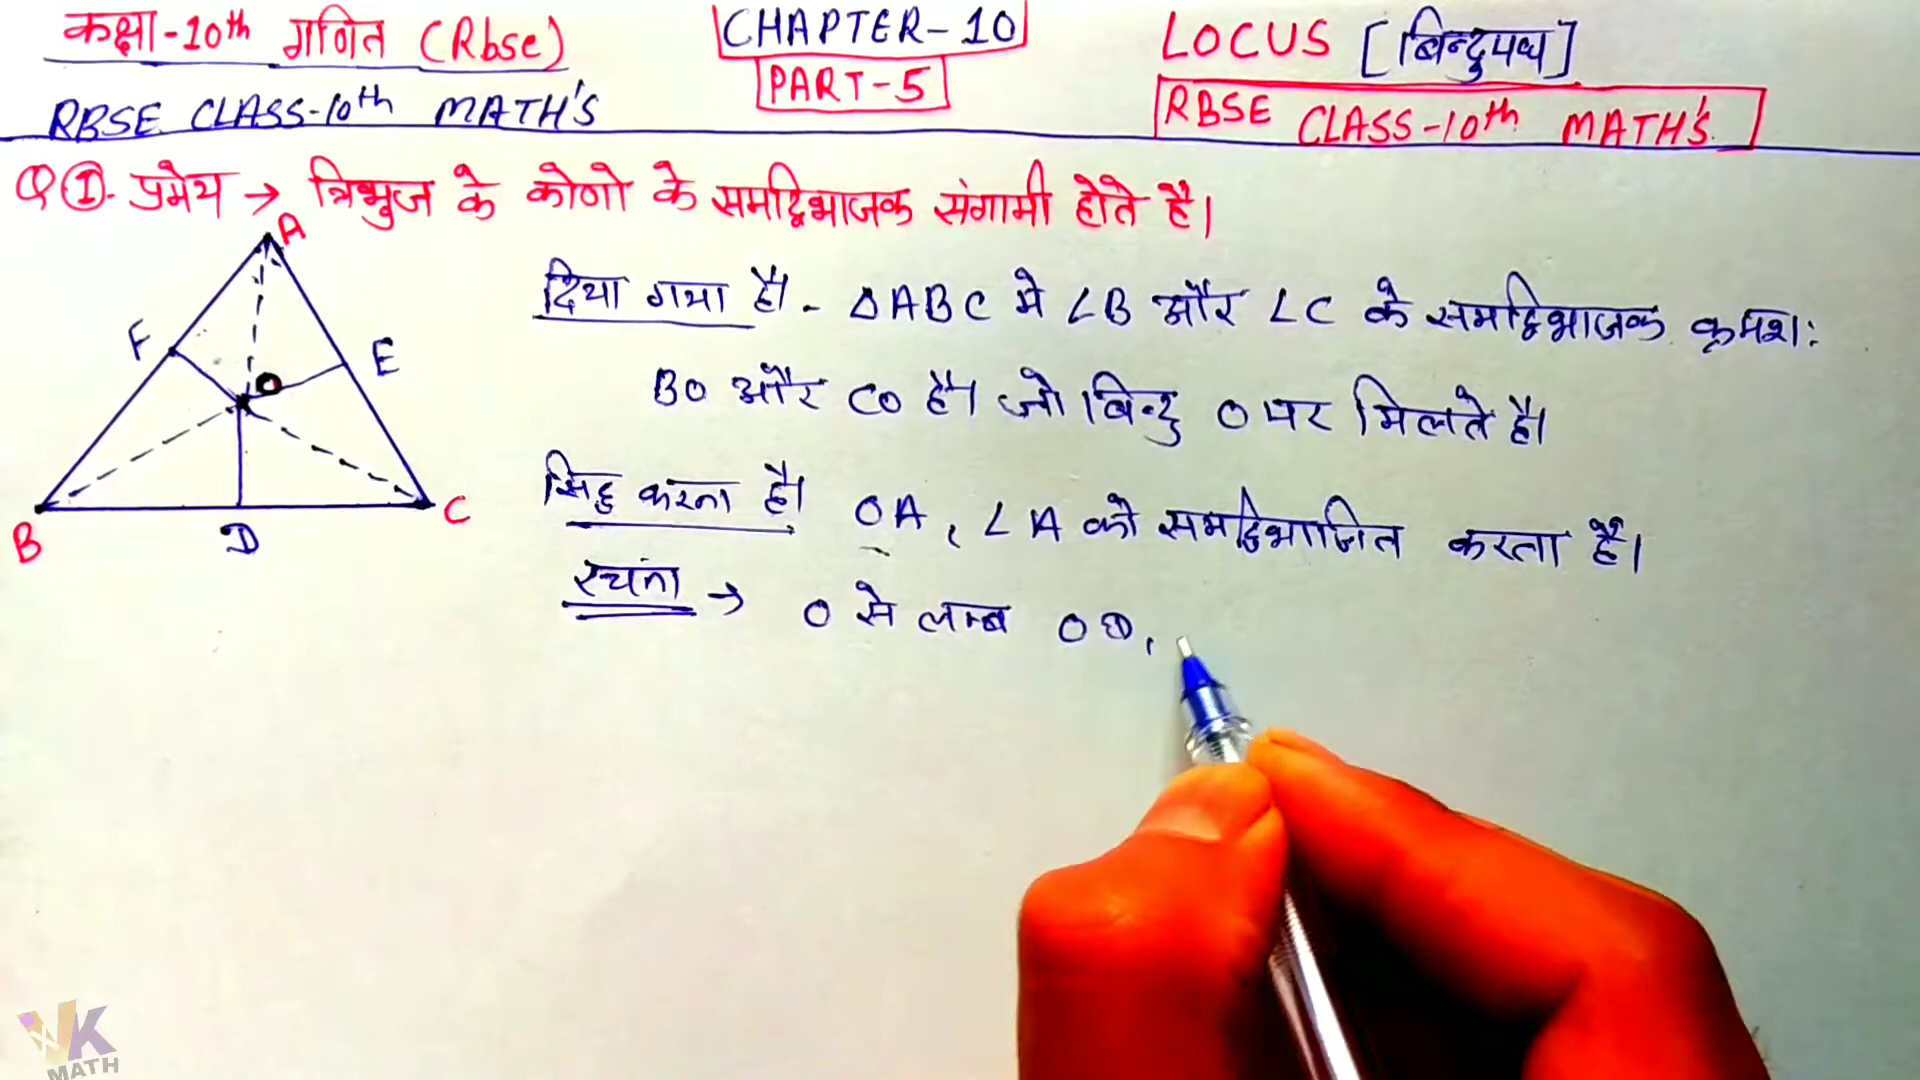 कक्षा-10th गणित (Rbse)
RBSE CLASS-10th MATH'S
CHAPTER-10
PART-5
LOCUS [बिन्दुपथ]
RBSE CLASS-10th MATH'S
Q①. प्रमेय → त्रिभुज के कोणो के समद्विभाजक संगामी होते है।
A
F
E
O
B
D
C
दिया गया है। - △ABC मे ∠B और ∠C के समद्विभाजक क्रमश:
BO और CO है। जो बिन्दु O पर मिलते है।
सिद्ध करना है। OA, ∠A को समद्विभाजित करता है।
रचना → O से लम्ब OD,
VK
MATH